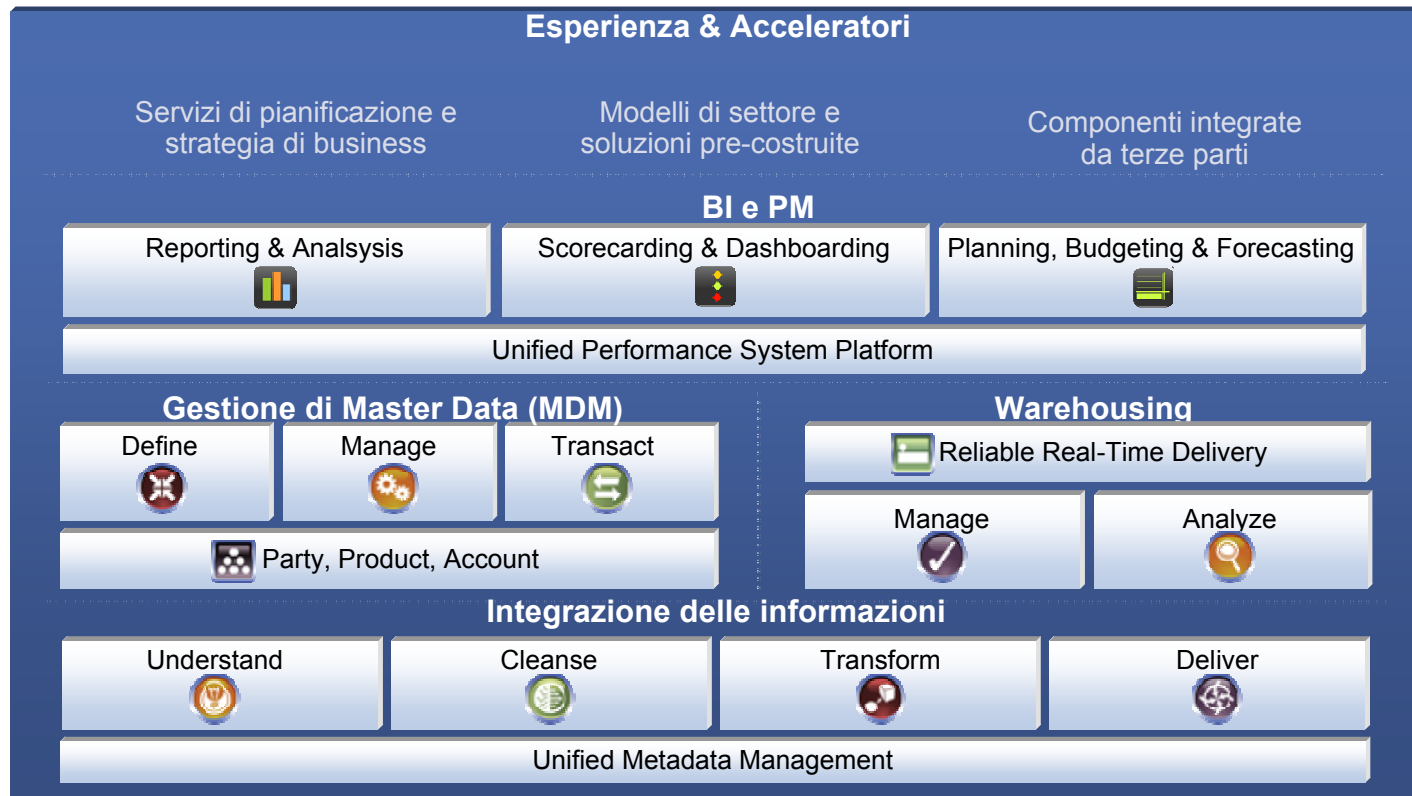 Esperienza & Acceleratori
Servizi di pianificazione e
strategia di business
Modelli di settore e
soluzioni pre-costruite
Componenti integrate
da terze parti
BI e PM
Reporting & Analsysis
Scorecarding & Dashboarding
Planning, Budgeting & Forecasting
Unified Performance System Platform
Gestione di Master Data (MDM)
Define
Manage
Transact
Party, Product, Account
Warehousing
Reliable Real-Time Delivery
Manage
Analyze
Integrazione delle informazioni
Understand
Cleanse
Transform
Deliver
Unified Metadata Management